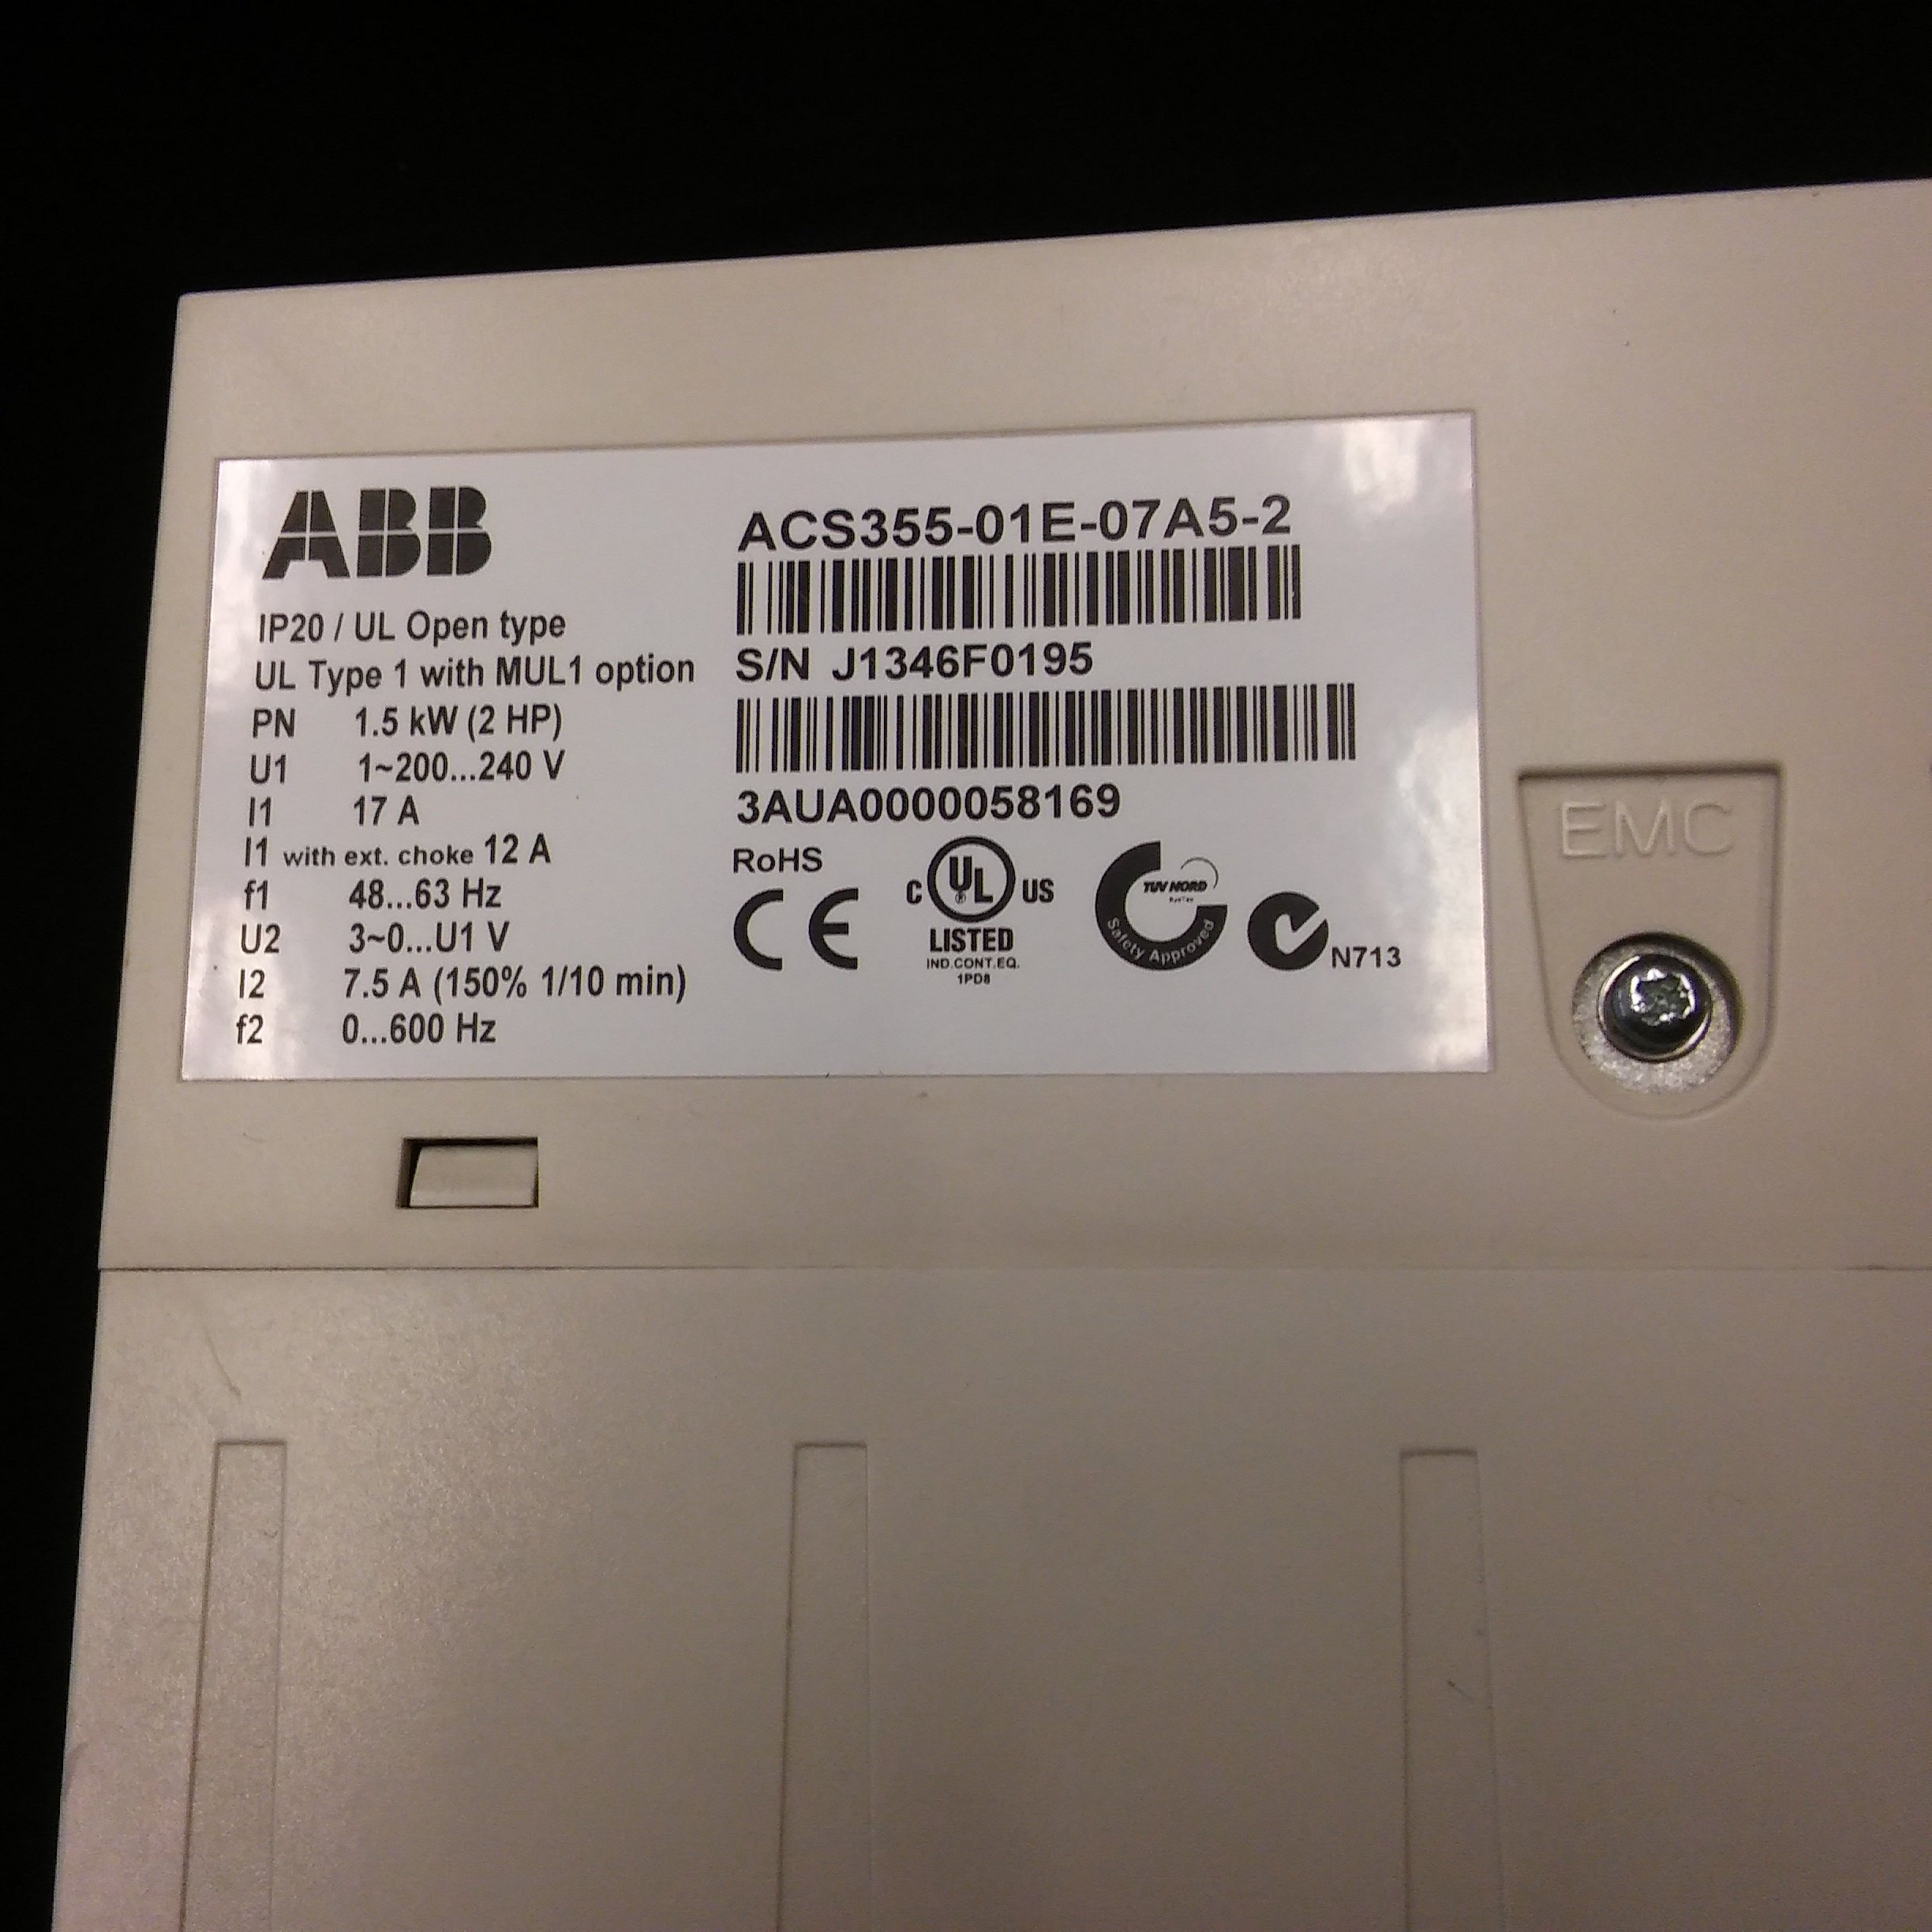 ABB
IP20 / UL Open type
UL Type 1 with MUL1 option
PN 1.5 kW (2 HP)
U1 1~200...240 V
I1 17 A
I1 with ext. choke 12 A
f1 48...63 Hz
U2 3~0...U1 V
I2 7.5 A (150% 1/10 min)
f2 0...600 Hz
ACS355-01E-07A5-2
S/N J1346F0195
3AUA0000058169
RoHS
CE
C UL ® US
LISTED
IND.CONT.EQ.
1PD8
TUV NORD
Safety Approved
N713
EMC